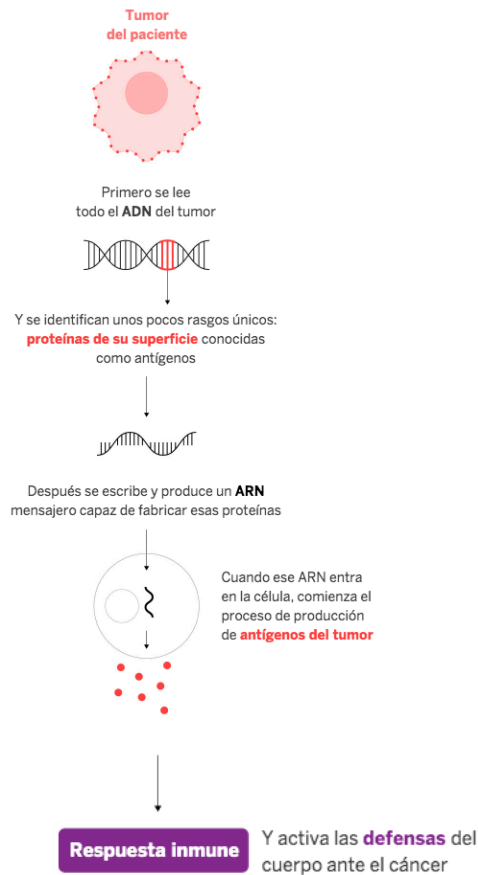 Tumor
del paciente
Primero se lee
todo el ADN del tumor
Y se identifican unos pocos rasgos únicos:
proteínas de su superficie conocidas
como antígenos
Después se escribe y produce un ARN
mensajero capaz de fabricar esas proteínas
Cuando ese ARN entra
en la célula, comienza el
proceso de producción
de antígenos del tumor
Respuesta inmune
Y activa las defensas del
cuerpo ante el cáncer